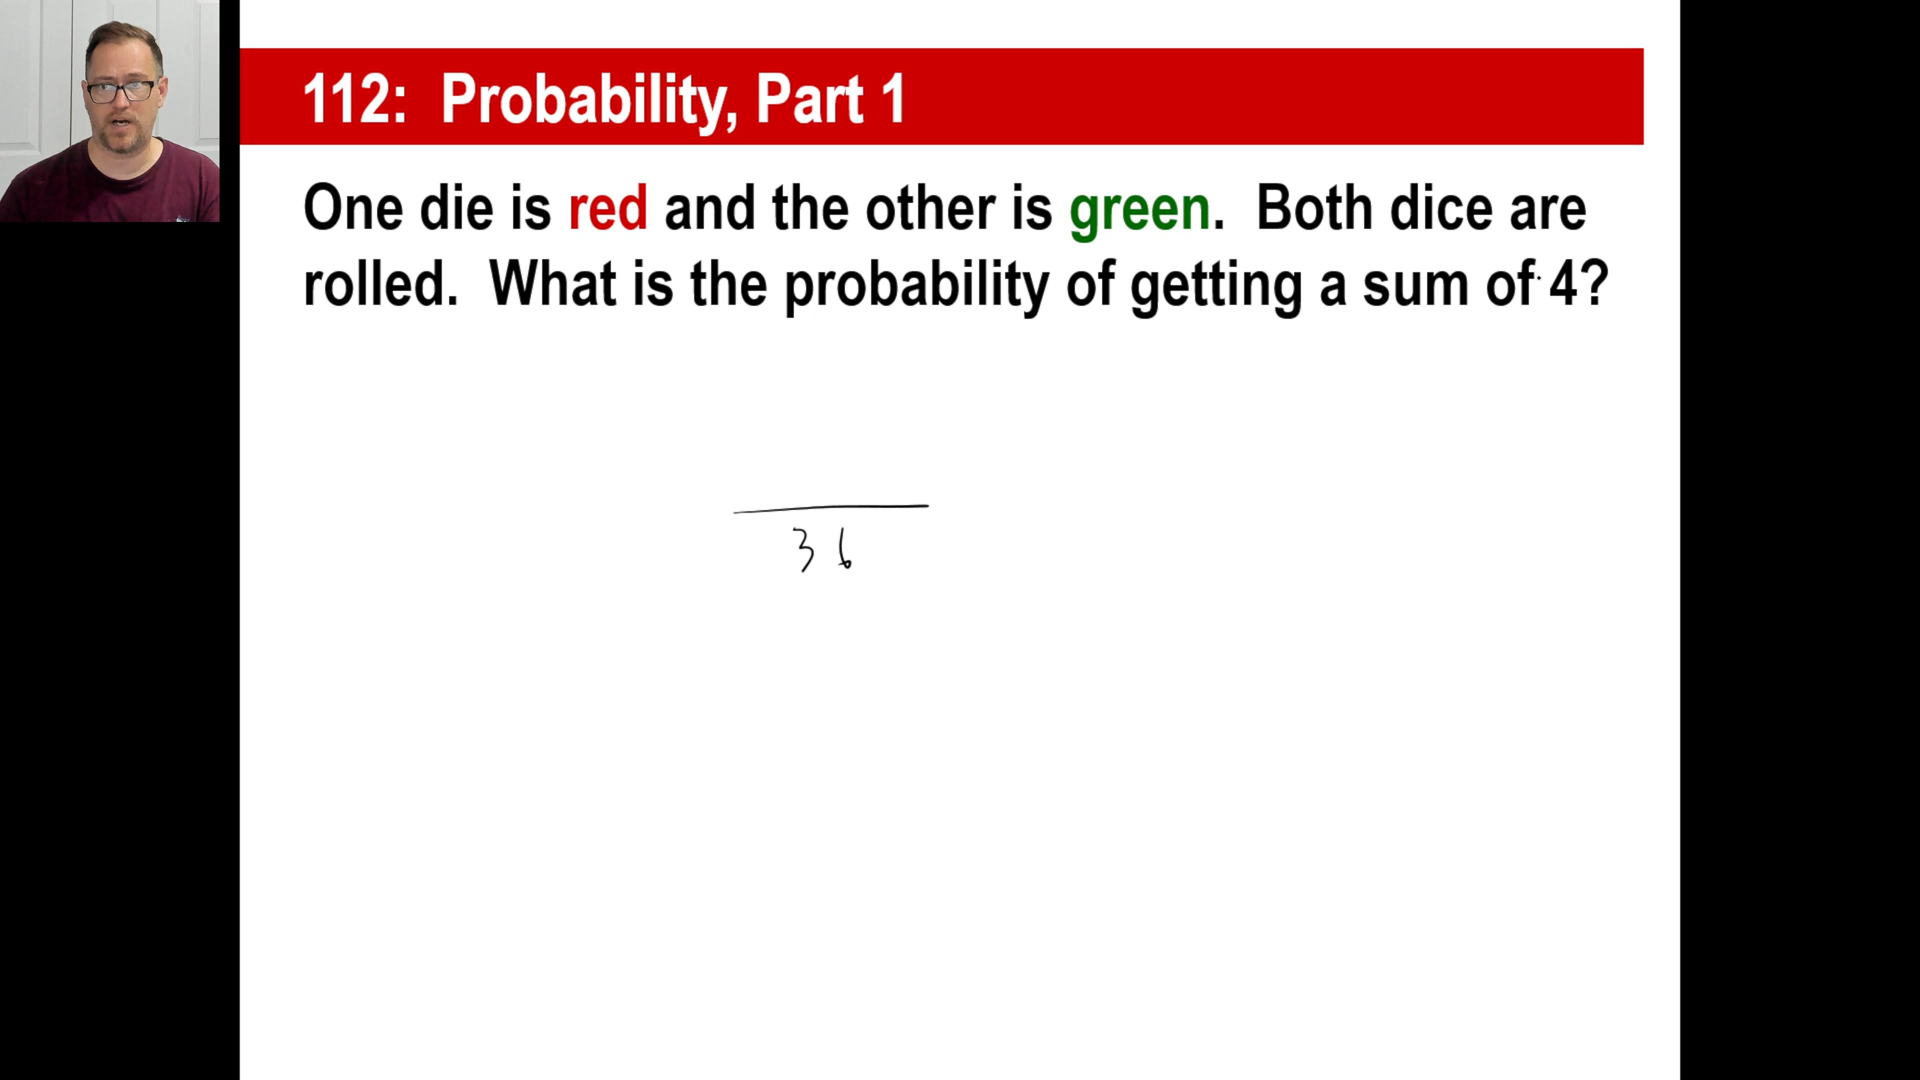 112: Probability, Part 1
One die is red and the other is green. Both dice are
rolled. What is the probability of getting a sum of 4?
36